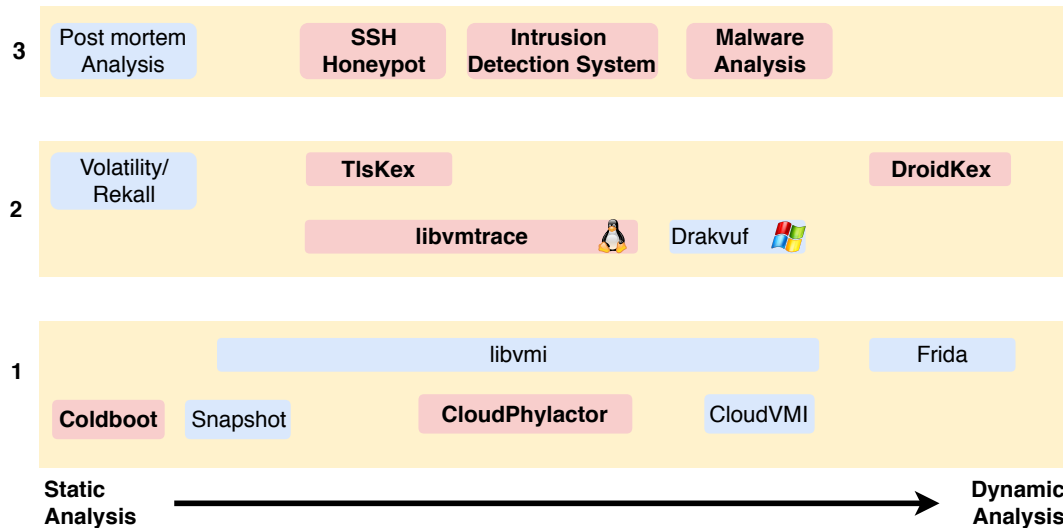 3
Post mortem
Analysis
SSH
Honeypot
Intrusion
Detection System
Malware
Analysis
2
Volatility/
Rekall
TlsKex
DroidKex
libvmtrace
Drakvuf
1
libvmi
Frida
Coldboot
Snapshot
CloudPhylactor
CloudVMI
Static
Analysis
Dynamic
Analysis